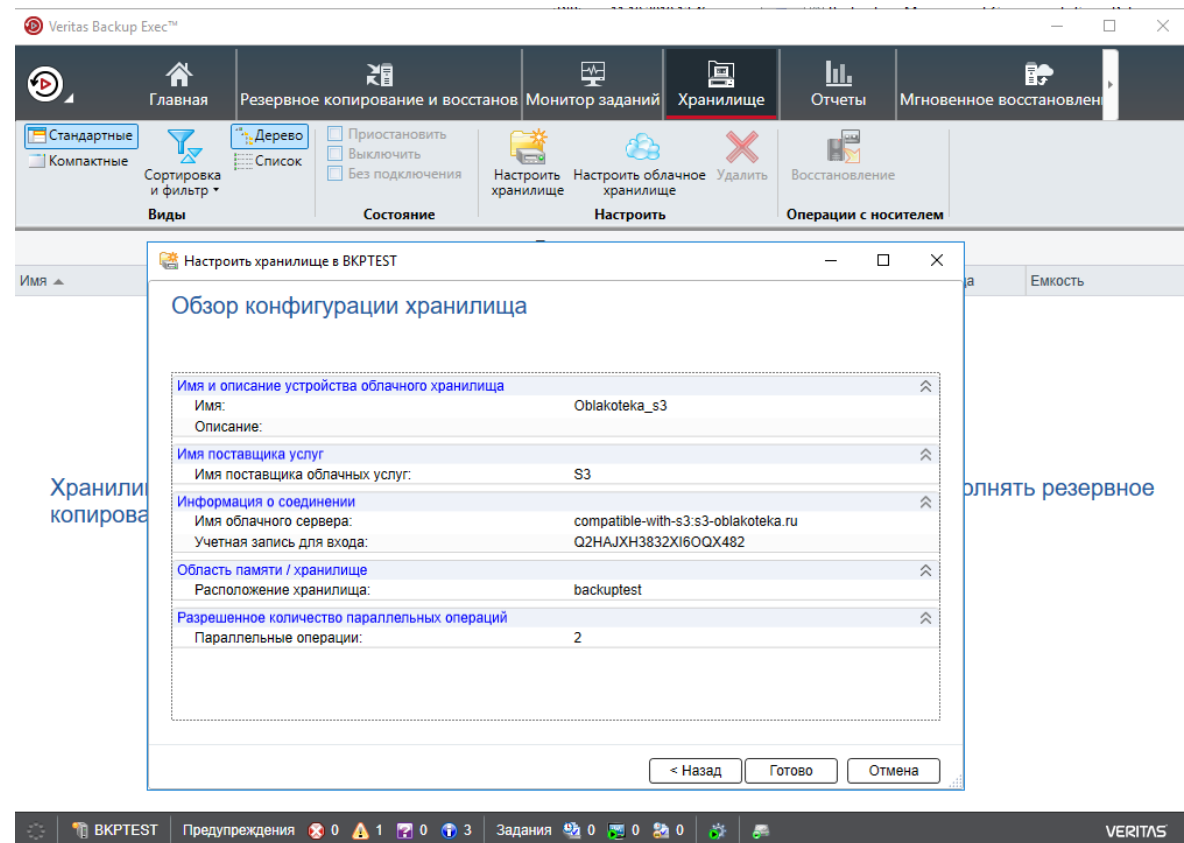 Veritas Backup Exec™
Главная
Резервное копирование и восстанов
Монитор заданий
Хранилище
Отчеты
Мгновенное восстановлен
Стандартные
Компактные
Сортировка
и фильтр
Виды
Дерево
Список
Приостановить
Выключить
Без подключения
Состояние
Настроить
хранилище
Настроить облачное
хранилище
Удалить
Настроить
Восстановление
Операции с носителем
Имя
Емкость
Настроить хранилище в BKPTEST
Обзор конфигурации хранилища
Имя и описание устройства облачного хранилища
Имя: Oblakoteka_s3
Описание:
Имя поставщика услуг
Имя поставщика облачных услуг: S3
Информация о соединении
Имя облачного сервера: compatible-with-s3:s3-oblakoteka.ru
Учетная запись для входа: Q2HAJXH3832XI6OQX482
Область памяти / хранилище
Расположение хранилища: backuptest
Разрешенное количество параллельных операций
Параллельные операции: 2
< Назад
Готово
Отмена
резервное
BKPTEST
Предупреждения 0 1 0 3
Задания 0 0 0
VERITAS